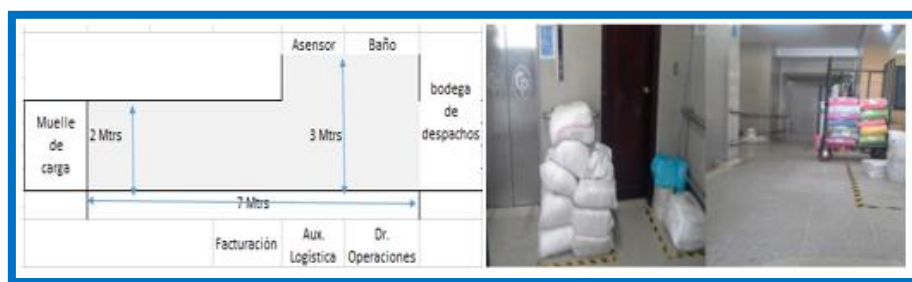 Asensor
Baño
Muelle
de
carga
2 Mtrs
3 Mtrs
bodega
de
despachos
7 Mtrs
Facturación
Aux.
Logística
Dr.
Operaciones